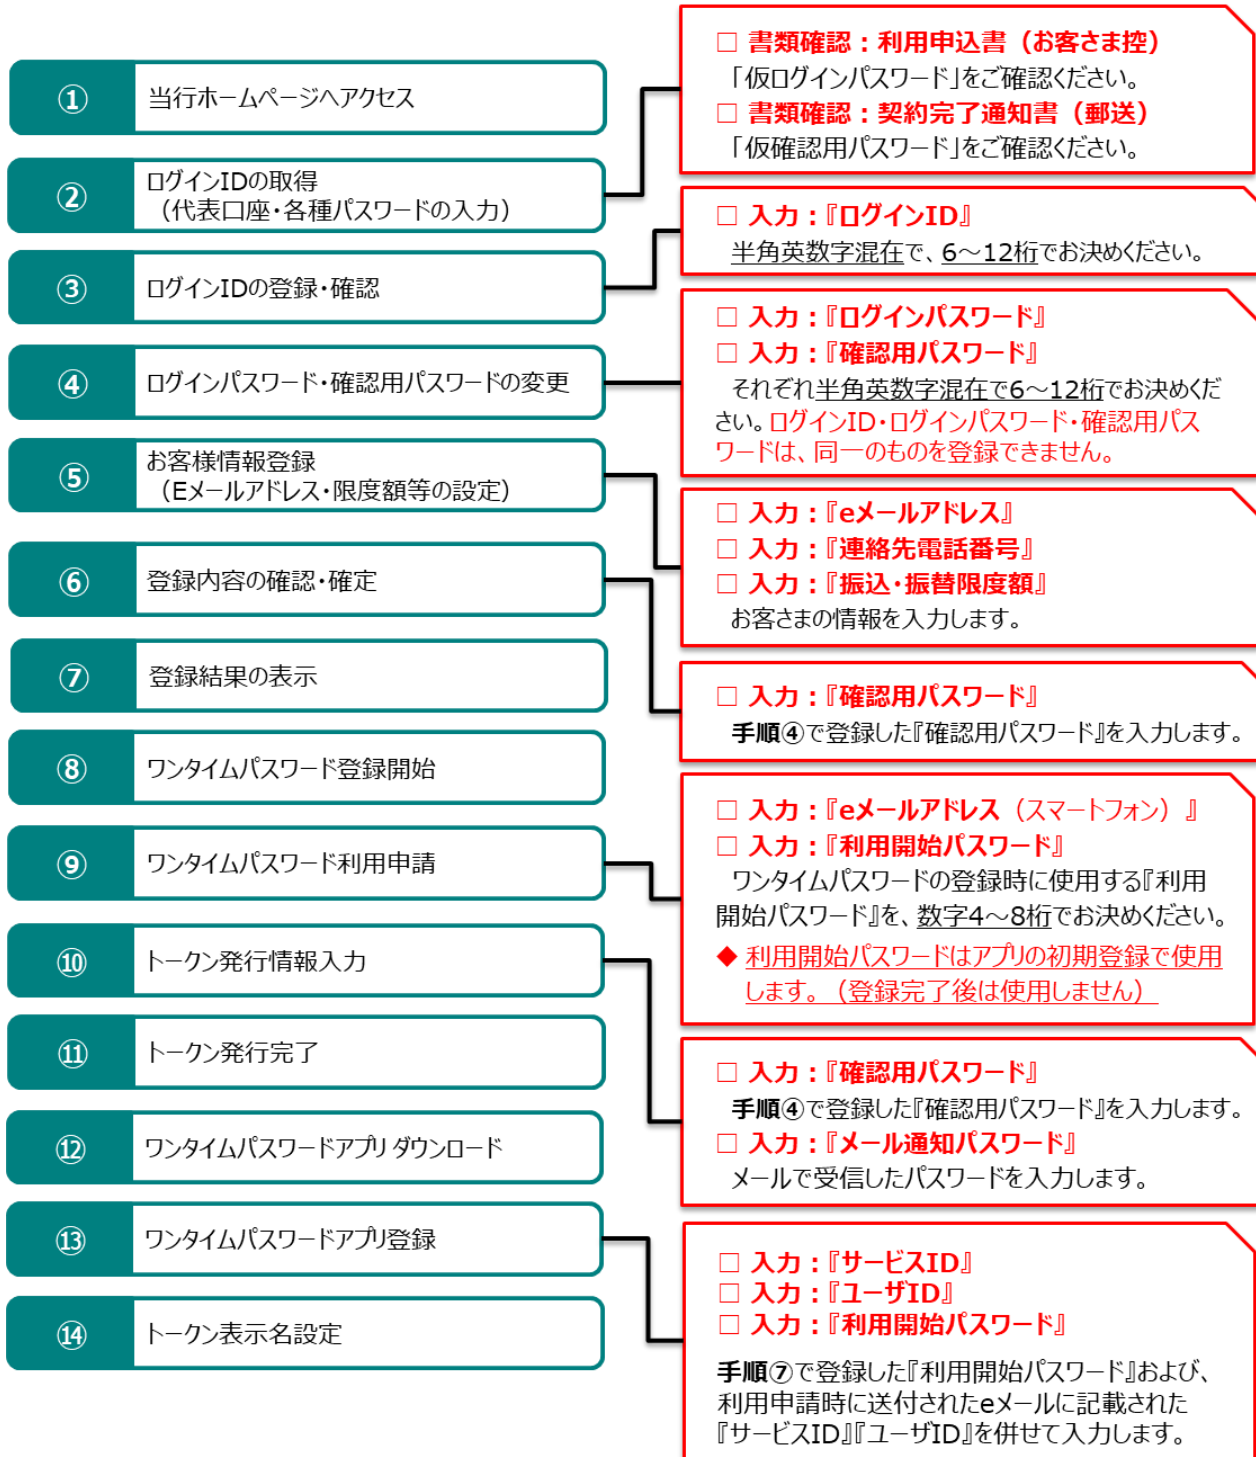 ① 当行ホームページへアクセス
② ログインIDの取得
（代表口座・各種パスワードの入力）
③ ログインIDの登録・確認
④ ログインパスワード・確認用パスワードの変更
⑤ お客様情報登録
（Eメールアドレス・限度額等の設定）
⑥ 登録内容の確認・確定
⑦ 登録結果の表示
⑧ ワンタイムパスワード登録開始
⑨ ワンタイムパスワード利用申請
⑩ トークン発行情報入力
⑪ トークン発行完了
⑫ ワンタイムパスワードアプリ ダウンロード
⑬ ワンタイムパスワードアプリ登録
⑭ トークン表示名設定
□ 書類確認：利用申込書（お客さま控）
「仮ログインパスワード」をご確認ください。
□ 書類確認：契約完了通知書（郵送）
「仮確認用パスワード」をご確認ください。
□ 入力：『ログインID』
半角英数字混在で、6～12桁でお決めください。
□ 入力：『ログインパスワード』
□ 入力：『確認用パスワード』
それぞれ半角英数字混在で6～12桁でお決めくだ
さい。ログインID・ログインパスワード・確認用パス
ワードは、同一のものを登録できません。
□ 入力：『eメールアドレス』
□ 入力：『連絡先電話番号』
□ 入力：『振込・振替限度額』
お客さまの情報を入力します。
□ 入力：『確認用パスワード』
手順④で登録した『確認用パスワード』を入力します。
□ 入力：『eメールアドレス（スマートフォン）』
□ 入力：『利用開始パスワード』
ワンタイムパスワードの登録時に使用する『利用
開始パスワード』を、数字4～8桁でお決めください。
◆ 利用開始パスワードはアプリの初期登録で使用
します。（登録完了後は使用しません）
□ 入力：『確認用パスワード』
手順④で登録した『確認用パスワード』を入力します。
□ 入力：『メール通知パスワード』
メールで受信したパスワードを入力します。
□ 入力：『サービスID』
□ 入力：『ユーザID』
□ 入力：『利用開始パスワード』
手順⑦で登録した『利用開始パスワード』および、
利用申請時に送付されたeメールに記載された
『サービスID』『ユーザID』を併せて入力します。